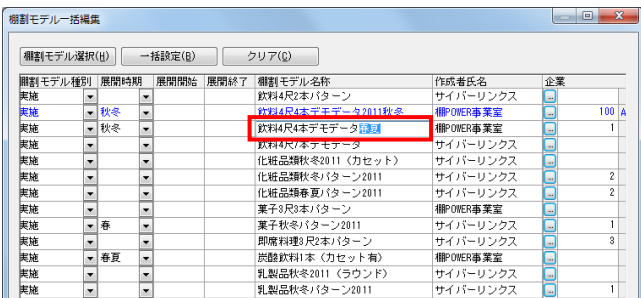 棚割モデル一括編集
棚割モデル選択(H) 一括設定(B) クリア(C)
棚割モデル種別 展開時期 展開開始 展開終了 棚割モデル名称 作成者氏名 企業
実施 飲料4尺2本パターン サイバーリンクス
実施 秋冬 飲料4尺4本デモデータ2011秋冬 棚POWER事業室 100 A
実施 秋冬 飲料4尺4本デモデータ春夏 棚POWER事業室 1
実施 飲料4尺7本デモデータ サイバーリンクス
実施 化粧品類秋冬2011（カセット） サイバーリンクス
実施 化粧品類秋冬パターン2011 サイバーリンクス 2
実施 化粧品類春夏パターン2011 サイバーリンクス 2
実施 菓子3尺3本パターン 棚POWER事業室
実施 春 菓子秋冬パターン2011 サイバーリンクス 1
実施 即席料理3尺2本パターン サイバーリンクス 3
実施 春夏 炭酸飲料1本（カセット有） 棚POWER事業室
実施 乳製品秋冬2011（ラウンド） サイバーリンクス
実施 乳製品秋冬パターン2011 サイバーリンクス 1